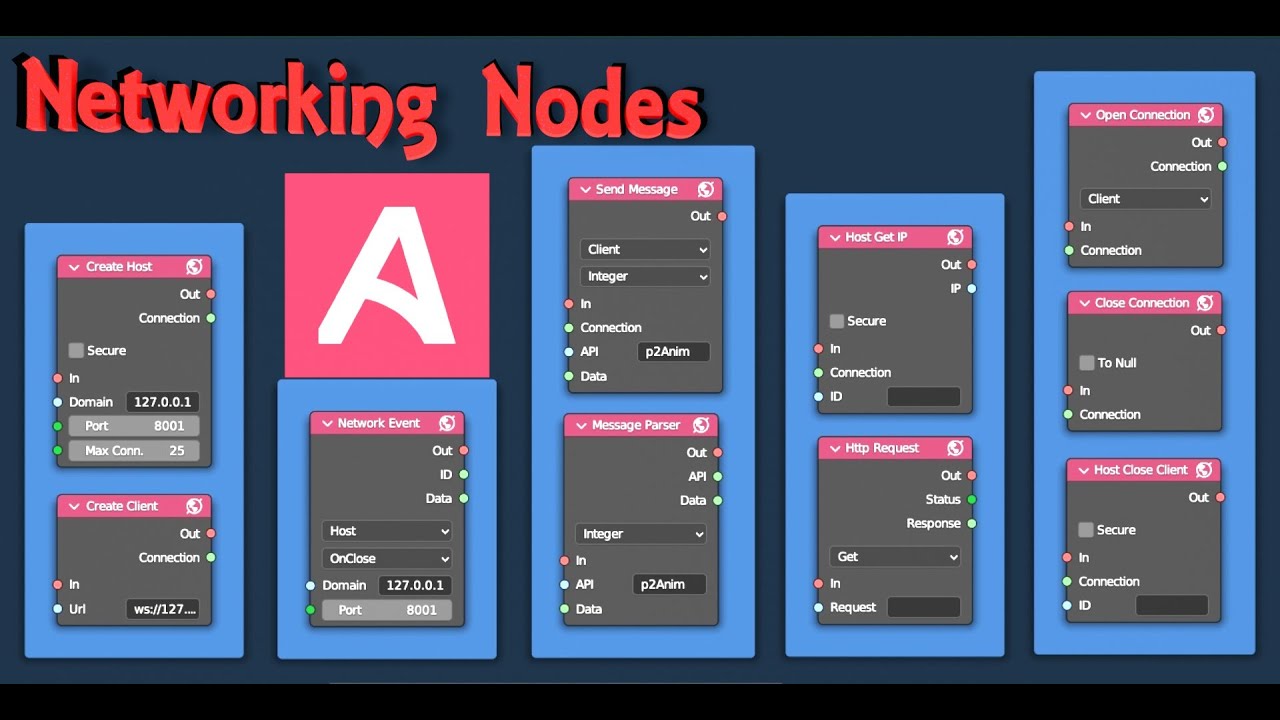 Networking Nodes
Create Host
Out
Connection
Secure
In
Domain 127.0.0.1
Port 8001
Max Conn. 25
Create Client
Out
Connection
In
Url ws://127....
A
Network Event
Out
ID
Data
Host
OnClose
Domain 127.0.0.1
Port 8001
Send Message
Out
Client
Integer
In
Connection
API p2Anim
Data
Message Parser
Out
API
Data
Integer
In
API p2Anim
Data
Host Get IP
Out
IP
Secure
In
Connection
ID
Http Request
Out
Status
Response
Get
In
Request
Open Connection
Out
Connection
Client
In
Connection
Close Connection
Out
To Null
In
Connection
Host Close Client
Out
Secure
In
Connection
ID